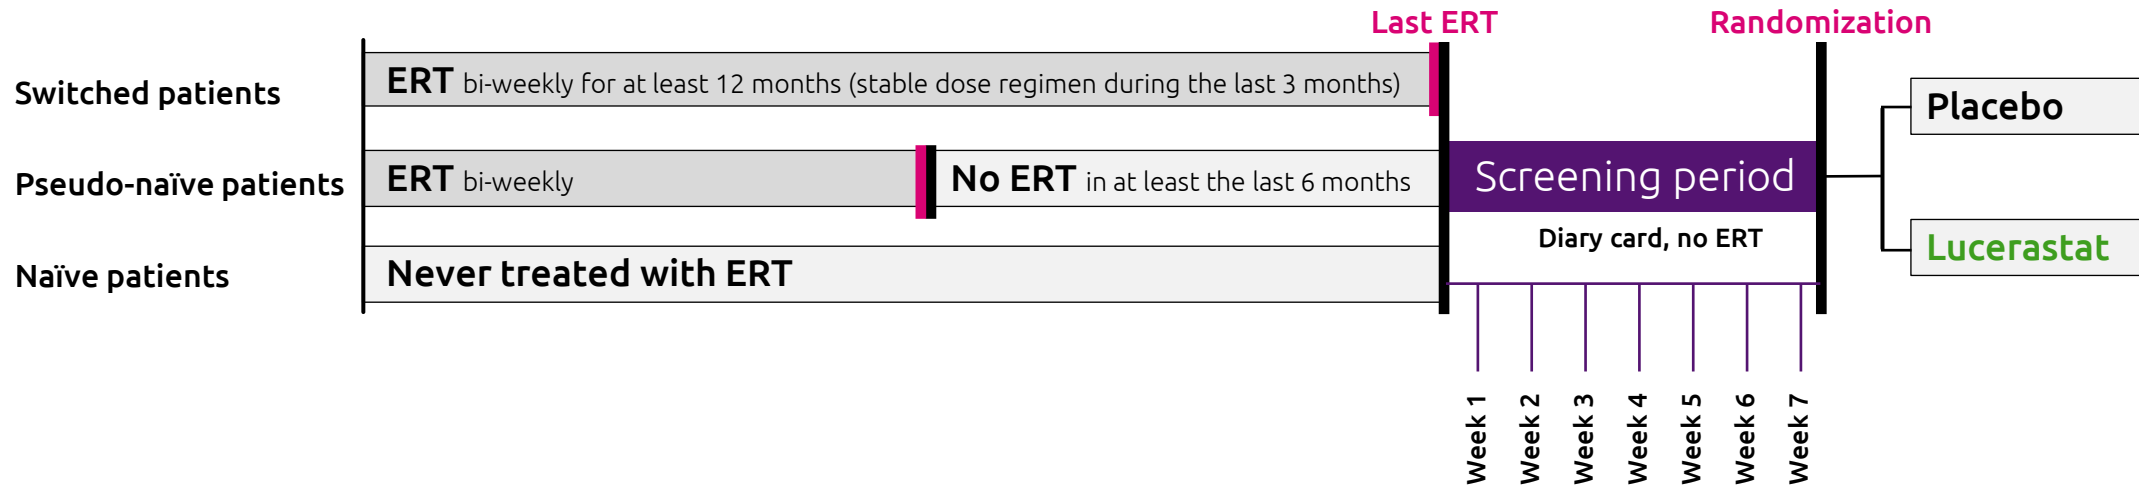 Last ERT
Randomization
Switched patients
ERT bi-weekly for at least 12 months (stable dose regimen during the last 3 months)
Placebo
Pseudo-naïve patients
ERT bi-weekly
No ERT in at least the last 6 months
Screening period
Diary card, no ERT
Lucerastat
Naïve patients
Never treated with ERT
Week 1
Week 2
Week 3
Week 4
Week 5
Week 6
Week 7